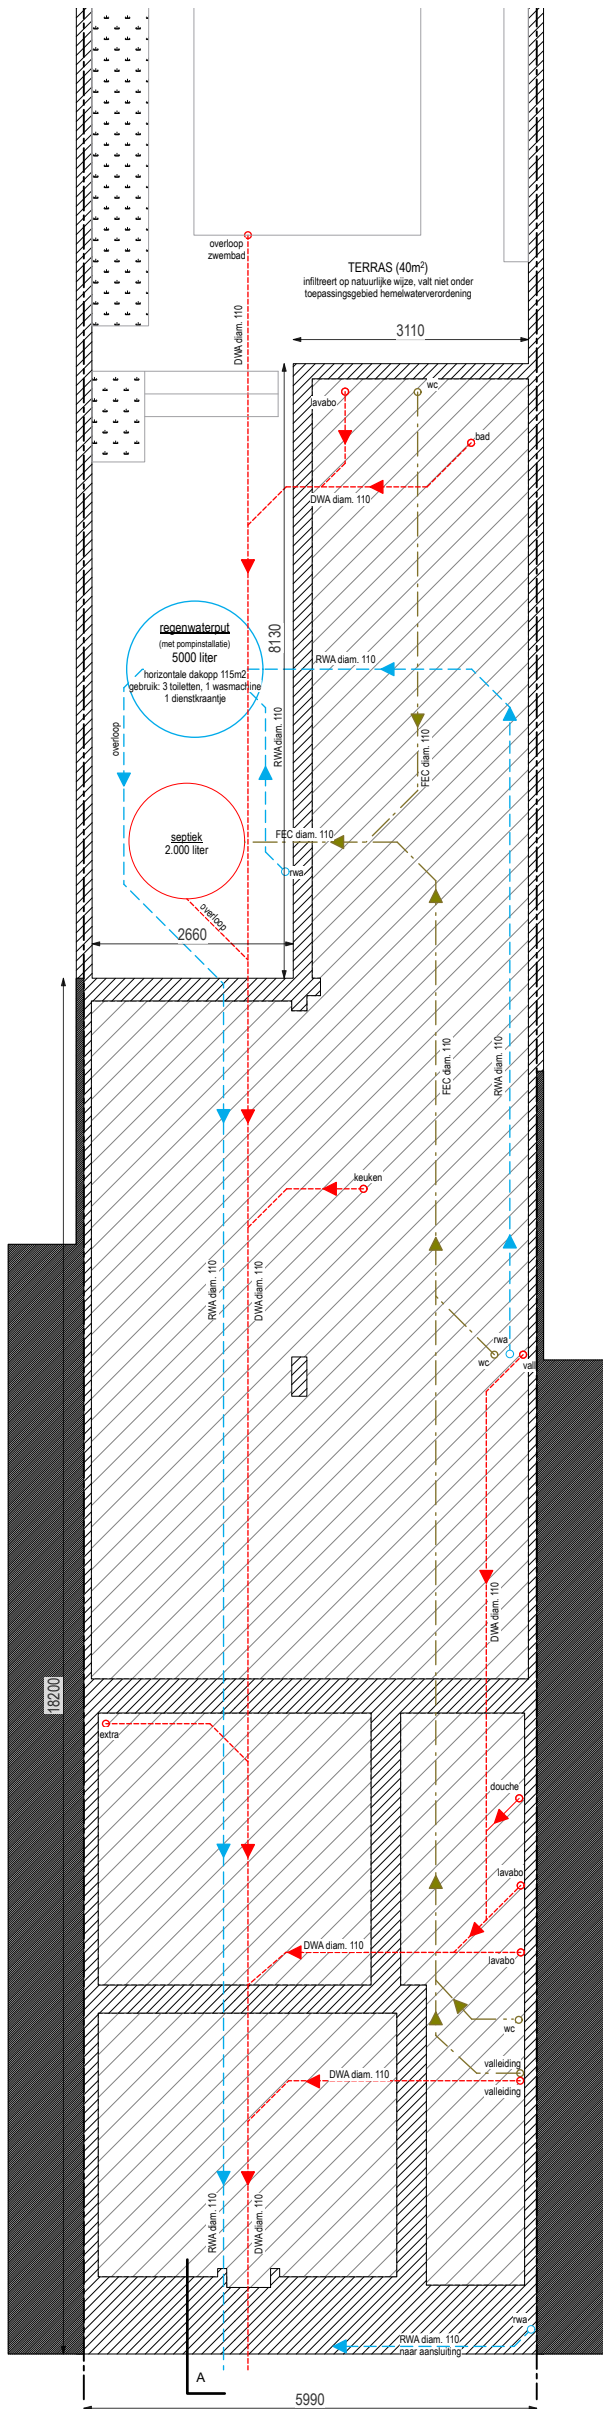 overloop
zwembad
TERRAS (40m²)
infiltreert op natuurlijke wijze, valt niet onder
toepassingsgebied hemelwaterverordening
DWA diam. 110
3110
lavabo
wc
bad
DWA diam. 110
regenwaterput
(met pompinstallatie)
5000 liter
horizontale dakopp 115m2
gebruik: 3 toiletten, 1 wasmachine
1 dienstkraantje
8130
RWA diam. 110
overloop
RWA diam. 110
FEC diam. 110
septiek
2.000 liter
FEC diam. 110
rwa
overloop
2660
FEC diam. 110
RWA diam. 110
keuken
RWA diam. 110
DWA diam. 110
rwa
wc
vall
DWA diam. 110
18200
extra
douche
lavabo
DWA diam. 110
lavabo
wc
valleiding
DWA diam. 110
valleiding
RWA diam. 110
DWA diam. 110
rwa
RWA diam. 110
naar aansluiting
A
5990